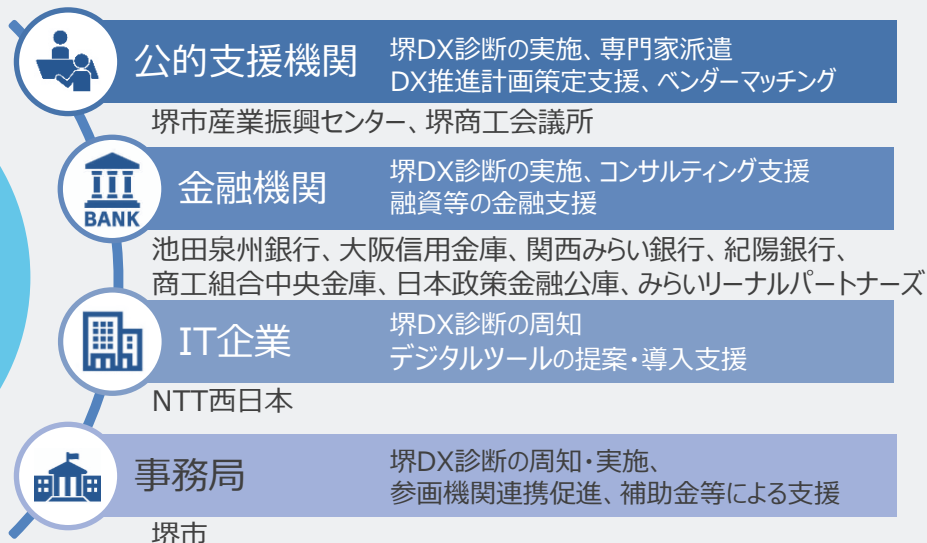 公的支援機関
堺DX診断の実施、専門家派遣
DX推進計画策定支援、ベンダーマッチング
堺市産業振興センター、堺商工会議所
BANK
金融機関
堺DX診断の実施、コンサルティング支援
融資等の金融支援
池田泉州銀行、大阪信用金庫、関西みらい銀行、紀陽銀行、
商工組合中央金庫、日本政策金融公庫、みらいリーナルパートナーズ
IT企業
堺DX診断の周知
デジタルツールの提案・導入支援
NTT西日本
事務局
堺DX診断の周知・実施、
参画機関連携促進、補助金等による支援
堺市